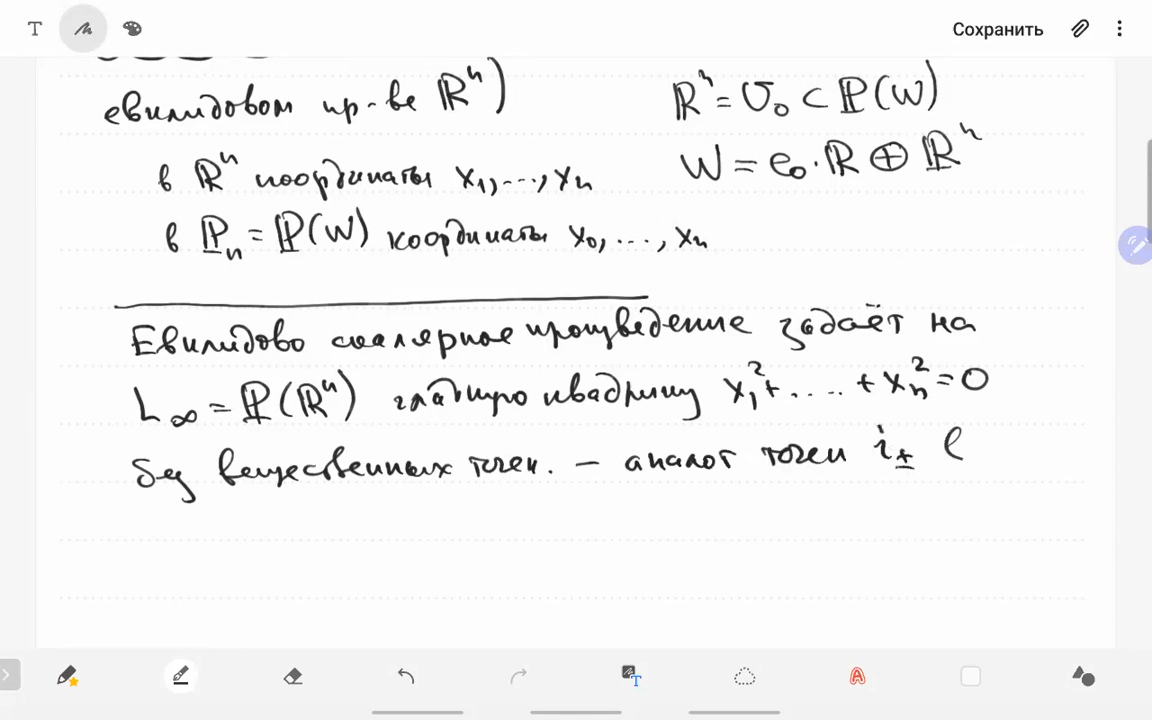 Сохранить
евклидовом пр-ве ℝⁿ)
ℝⁿ = U₀ ⊂ ℙ(W)
W = e₀·ℝ ⊕ ℝⁿ
в ℝⁿ координаты x₁,...,xₙ
в ℙₙ = ℙ(W) координаты x₀,...,xₙ
Евклидово скалярное произведение задаёт на
L∞ = ℙ(ℝⁿ) гладкую квадрику x₁² + .... + xₙ² = 0
без вещественных точек. – аналог точек i± (